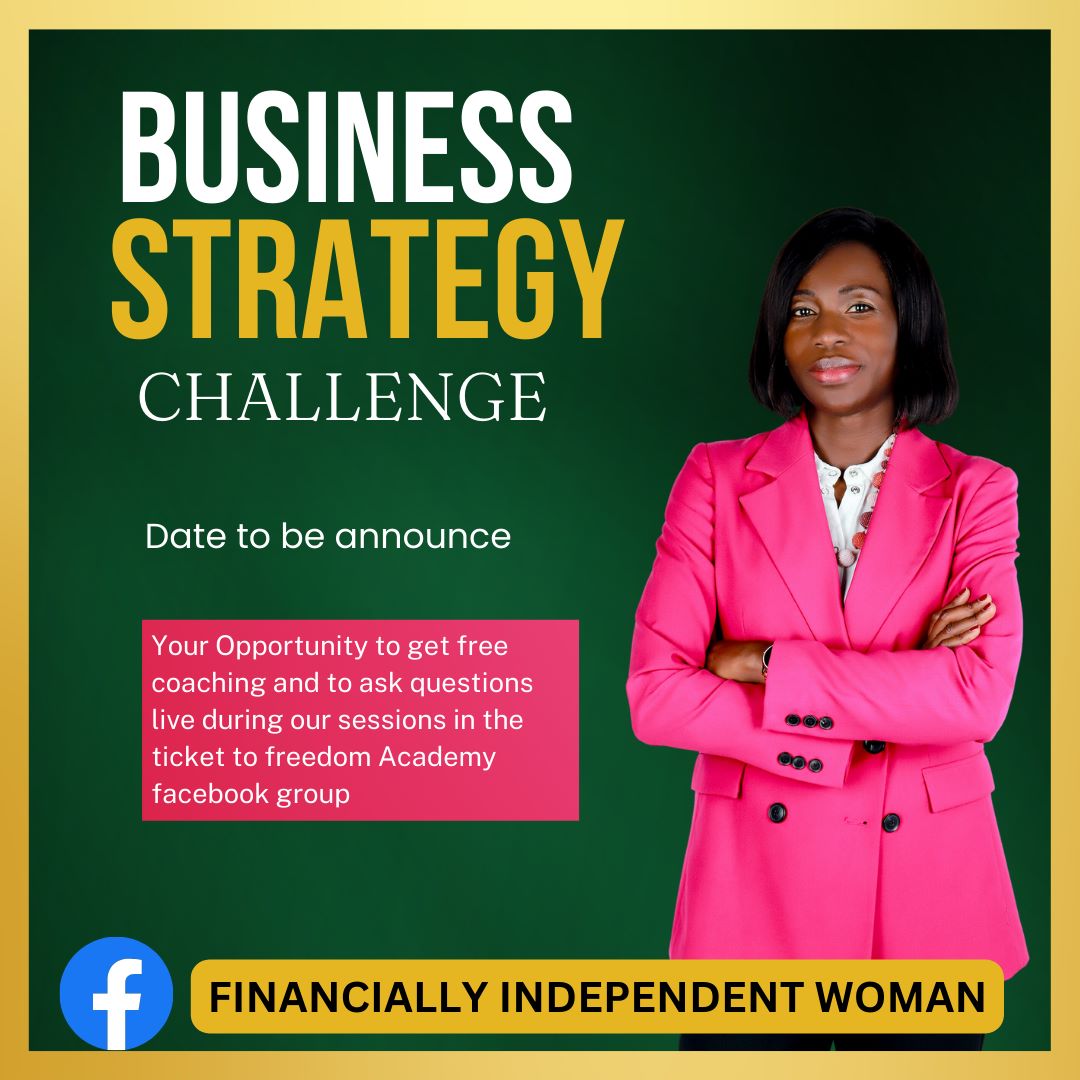 BUSINESS
STRATEGY
CHALLENGE
Date to be announce
Your Opportunity to get free
coaching and to ask questions
live during our sessions in the
ticket to freedom Academy
facebook group
f
FINANCIALLY INDEPENDENT WOMAN